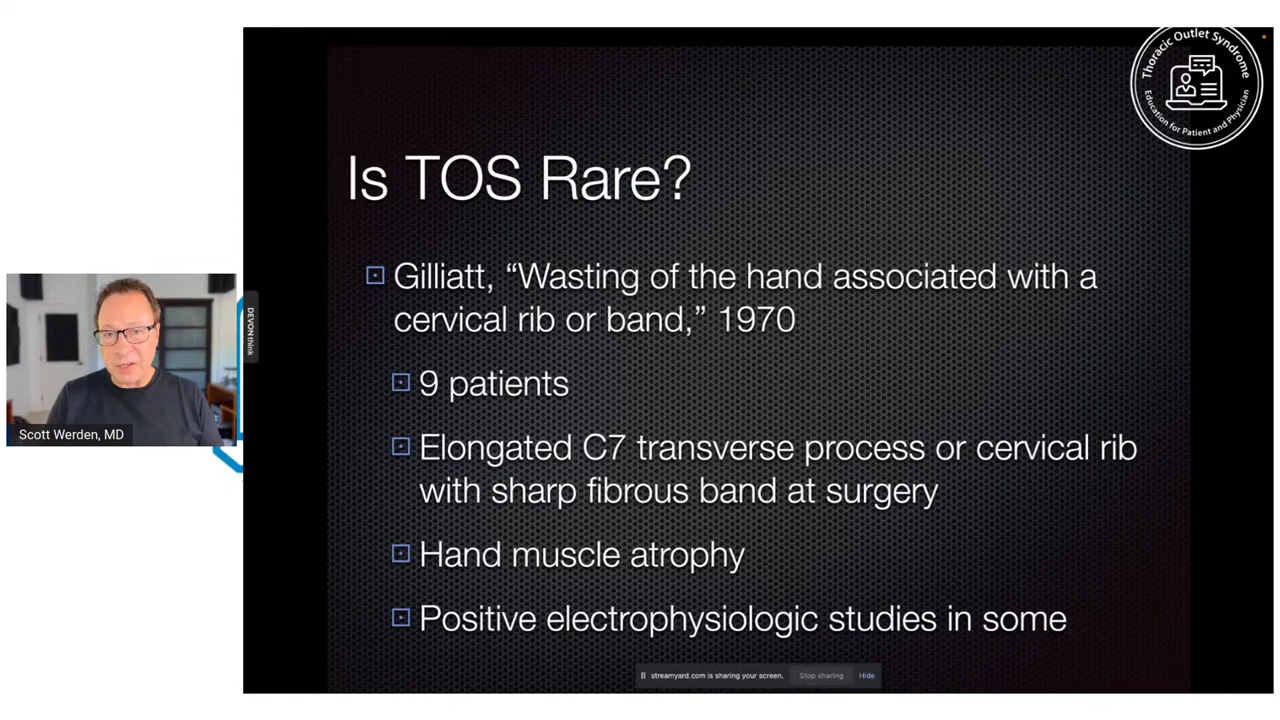 Thoracic Outlet Syndrome
Education for Patient and Physician
Is TOS Rare?
Gilliatt, “Wasting of the hand associated with a
cervical rib or band,” 1970
9 patients
Elongated C7 transverse process or cervical rib
with sharp fibrous band at surgery
Hand muscle atrophy
Positive electrophysiologic studies in some
DEVONthink
Scott Werden, MD
streamyard.com is sharing your screen.
Stop sharing
Hide